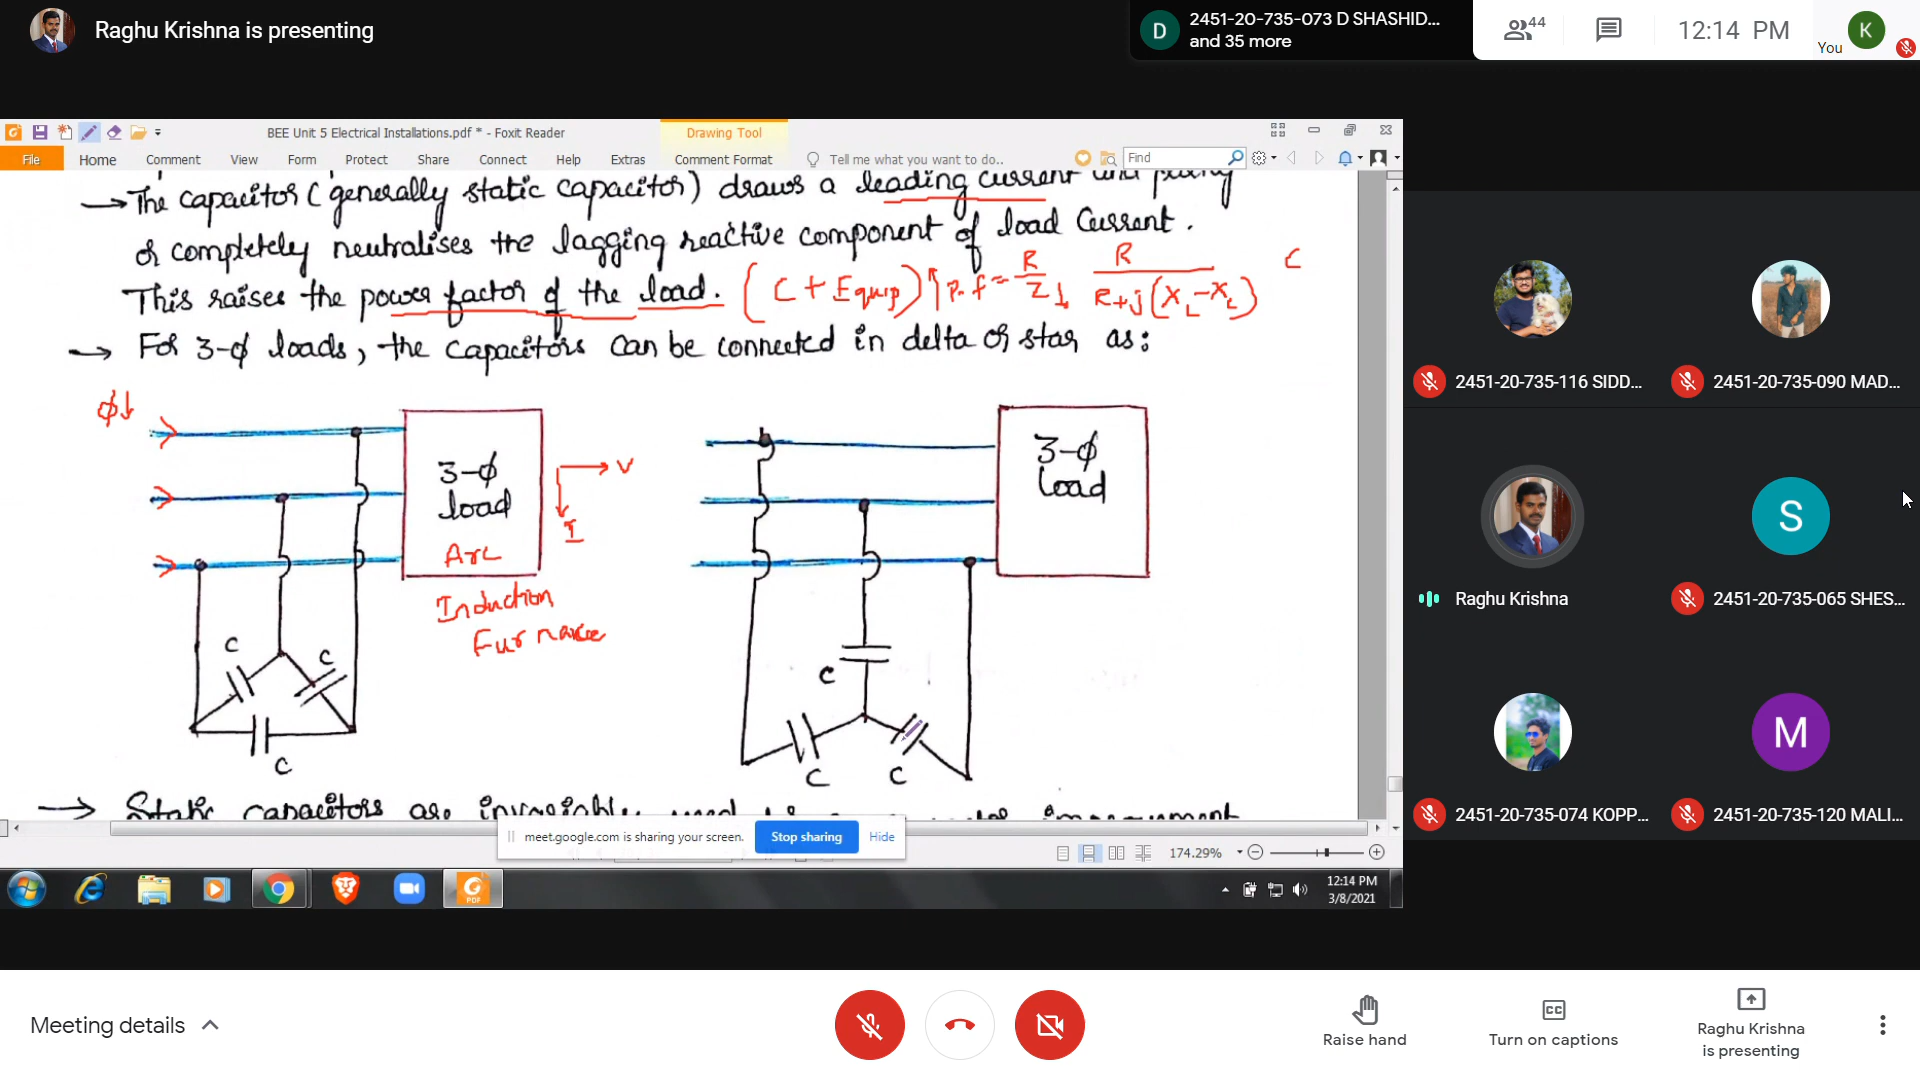 Raghu Krishna is presenting
D
2451-20-735-073 D SHASHID...
and 35 more
44
12:14 PM
You
K
BEE Unit 5 Electrical Installations.pdf * - Foxit Reader
Drawing Tool
File
Home
Comment
View
Form
Protect
Share
Connect
Help
Extras
Comment Format
Tell me what you want to do..
Find
→ The capacitor (generally static capacitor) draws a leading current and partly
or completely neutralises the lagging reactive component of load current.
This raises the power factor of the load. (C + Equip) ↑ p.f = R/Z ↓ R/R+j(XL-XL) C
→ For 3-ϕ loads, the capacitors can be connected in delta or star as:
ϕ↓
3-ϕ
load
Arc
Induction
Furnace
V
I
C
C
C
3-ϕ
load
C
C
C
→ Static capacitors are invariably used
meet.google.com is sharing your screen.
Stop sharing
Hide
174.29%
PDF
12:14 PM
3/8/2021
2451-20-735-116 SIDD...
2451-20-735-090 MAD...
Raghu Krishna
S
2451-20-735-065 SHES...
2451-20-735-074 KOPP...
M
2451-20-735-120 MALI...
Meeting details
Raise hand
CC
Turn on captions
Raghu Krishna
is presenting